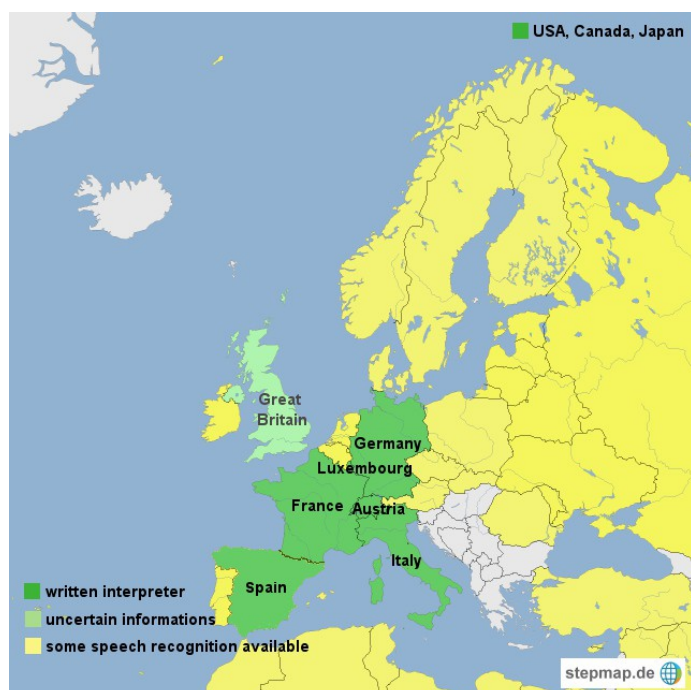 USA, Canada, Japan
Great
Britain
Germany
Luxembourg
France
Austria
Italy
Spain
written interpreter
uncertain informations
some speech recognition available
stepmap.de